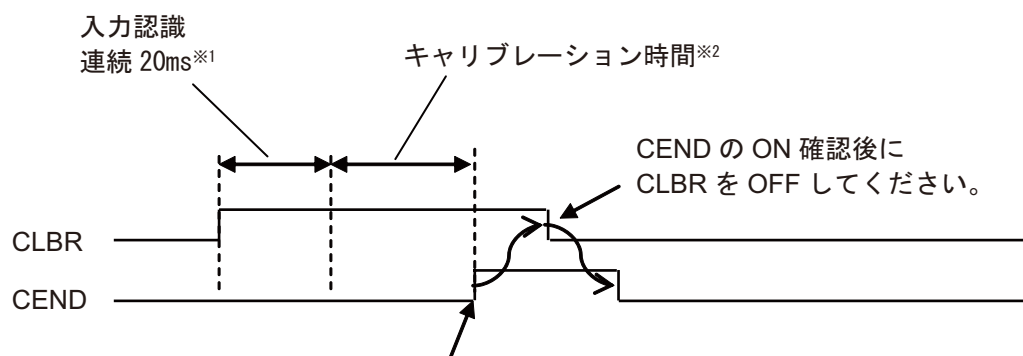 入力認識
連続 20ms※1
キャリブレーション時間※2
CEND の ON 確認後に
CLBR を OFF してください。
CLBR
CEND